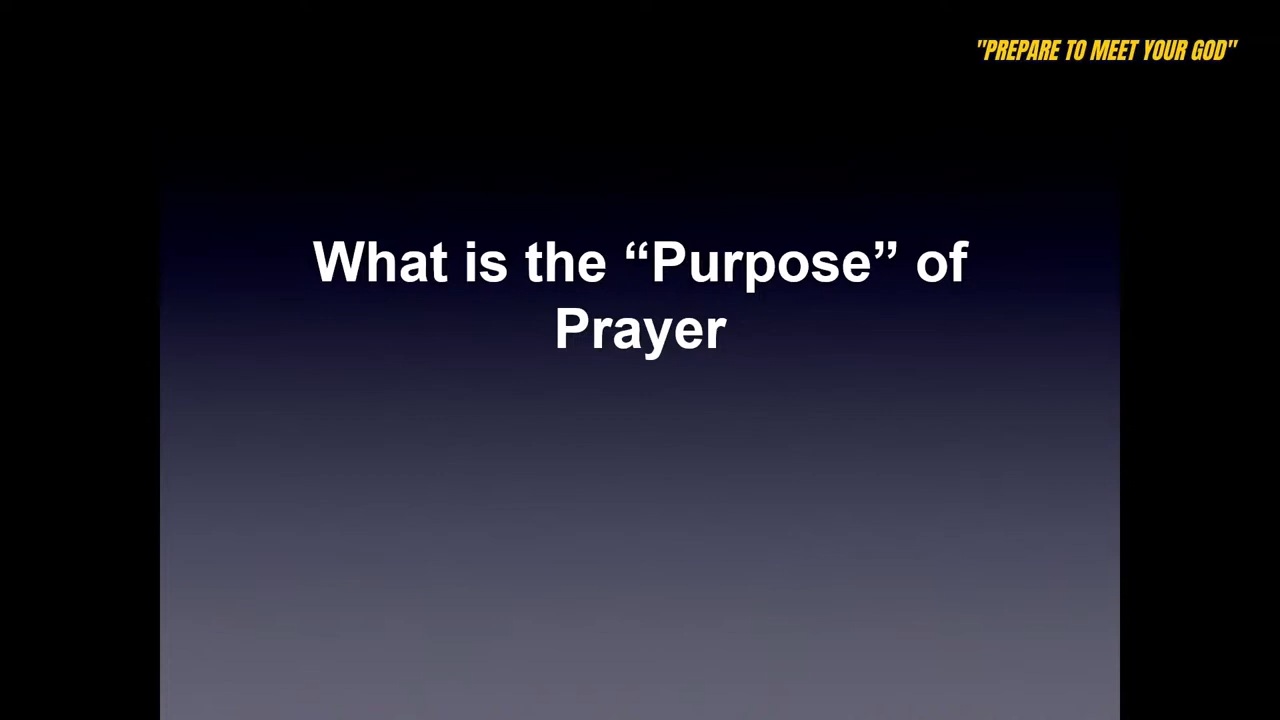 "PREPARE TO MEET YOUR GOD"
What is the “Purpose” of
Prayer